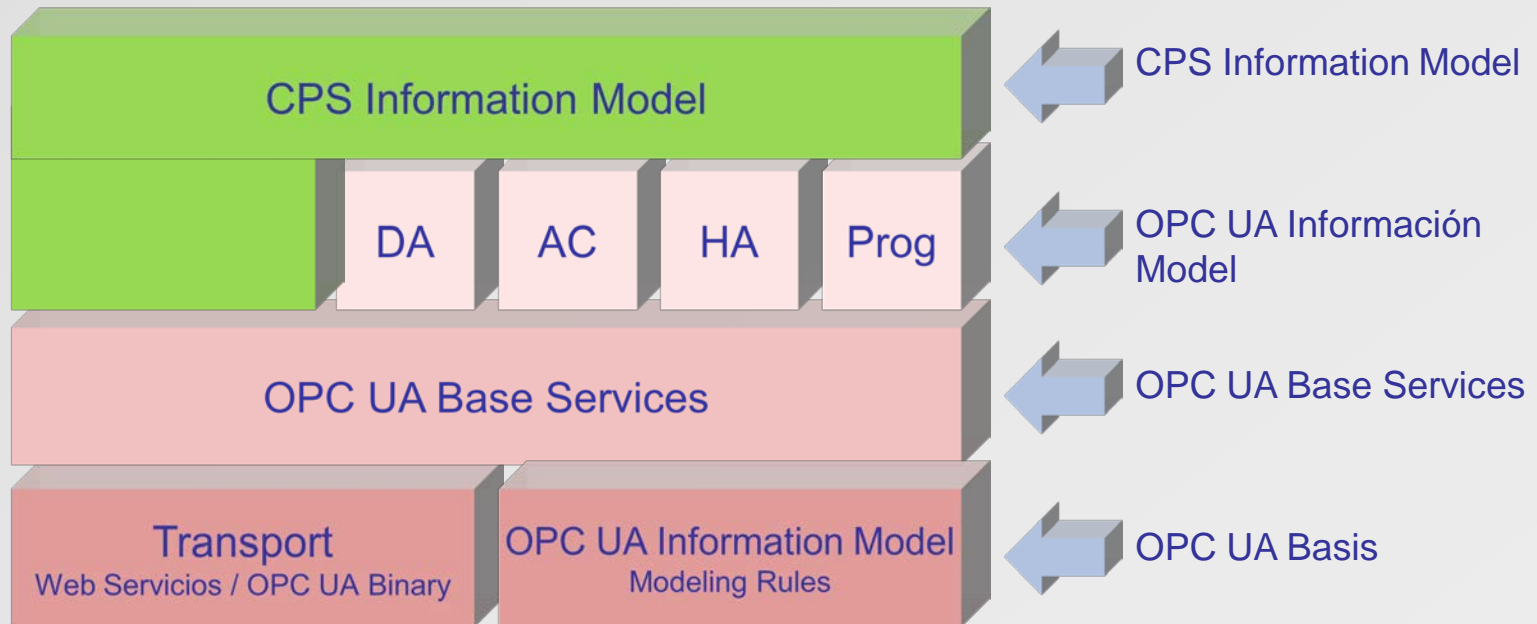 CPS Information Model
CPS Information Model
DA
AC
HA
Prog
OPC UA Información
Model
OPC UA Base Services
OPC UA Base Services
Transport
Web Servicios / OPC UA Binary
OPC UA Information Model
Modeling Rules
OPC UA Basis